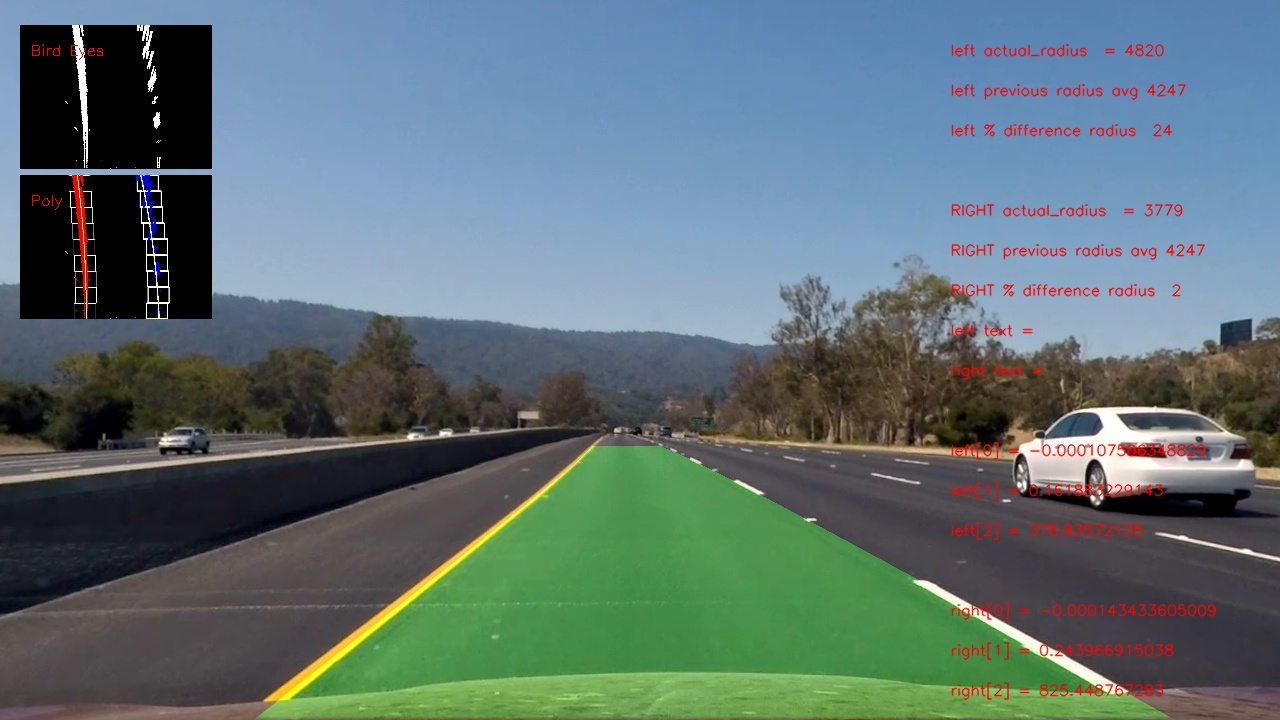 Bird Eyes
Poly
left actual_radius = 4820
left previous radius avg 4247
left % difference radius 24
RIGHT actual_radius = 3779
RIGHT previous radius avg 4247
RIGHT % difference radius 2
left text =
right text =
left[0] = -0.000107566348829
left[1] = 0.161883229143
left[2] = 375.83572135
right[0] = -0.000143433605009
right[1] = 0.243966915038
right[2] = 825.448767283